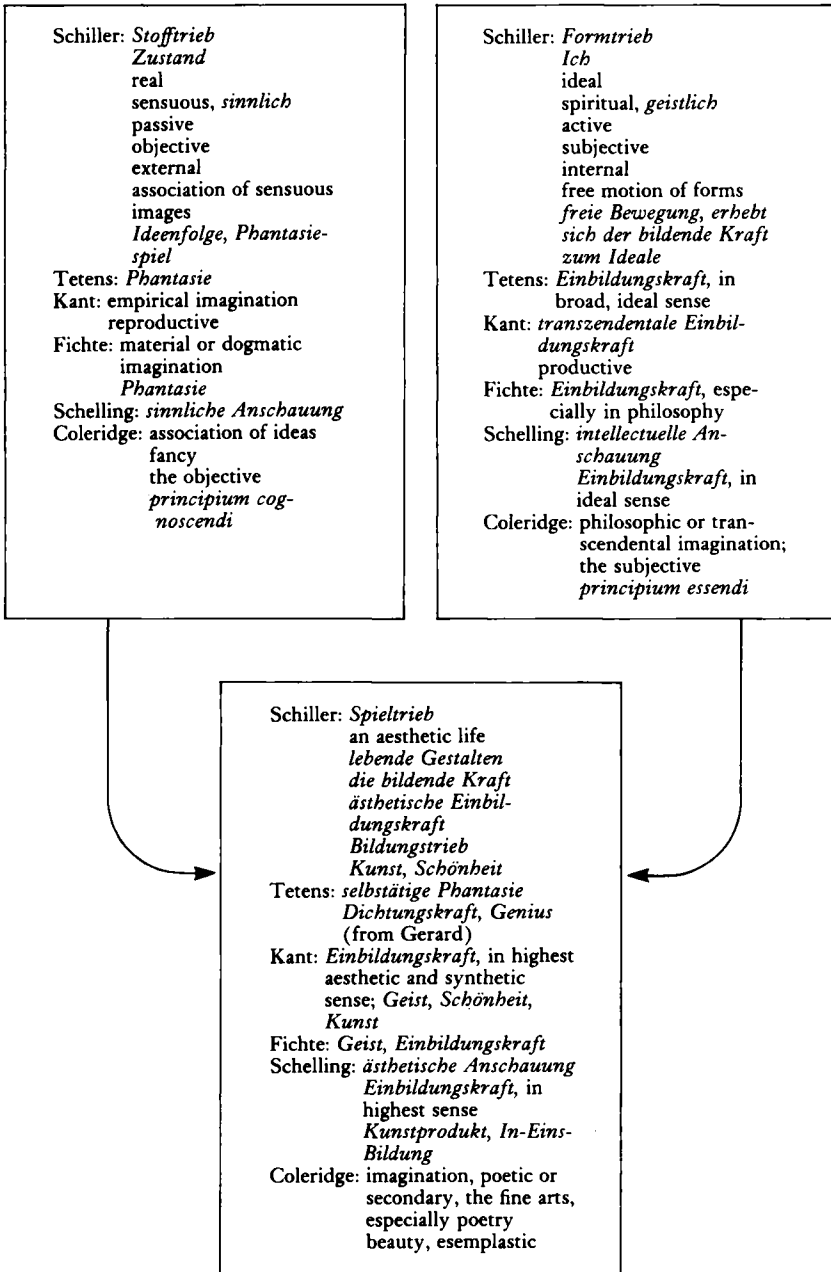 Schiller: Stofftrieb
Zustand
real
sensuous, sinnlich
passive
objective
external
association of sensuous
images
Ideenfolge, Phantasie-
spiel
Tetens: Phantasie
Kant: empirical imagination
reproductive
Fichte: material or dogmatic
imagination
Phantasie
Schelling: sinnliche Anschauung
Coleridge: association of ideas
fancy
the objective
principium cog-
noscendi
Schiller: Formtrieb
Ich
ideal
spiritual, geistlich
active
subjective
internal
free motion of forms
freie Bewegung, erhebt
sich der bildende Kraft
zum Ideale
Tetens: Einbildungskraft, in
broad, ideal sense
Kant: transzendentale Einbil-
dungskraft
productive
Fichte: Einbildungskraft, espe-
cially in philosophy
Schelling: intellectuelle An-
schauung
Einbildungskraft, in
ideal sense
Coleridge: philosophic or tran-
scendental imagination;
the subjective
principium essendi
Schiller: Spieltrieb
an aesthetic life
lebende Gestalten
die bildende Kraft
ästhetische Einbil-
dungskraft
Bildungstrieb
Kunst, Schönheit
Tetens: selbstätige Phantasie
Dichtungskraft, Genius
(from Gerard)
Kant: Einbildungskraft, in highest
aesthetic and synthetic
sense; Geist, Schönheit,
Kunst
Fichte: Geist, Einbildungskraft
Schelling: ästhetische Anschauung
Einbildungskraft, in
highest sense
Kunstprodukt, In-Eins-
Bildung
Coleridge: imagination, poetic or
secondary, the fine arts,
especially poetry
beauty, esemplastic